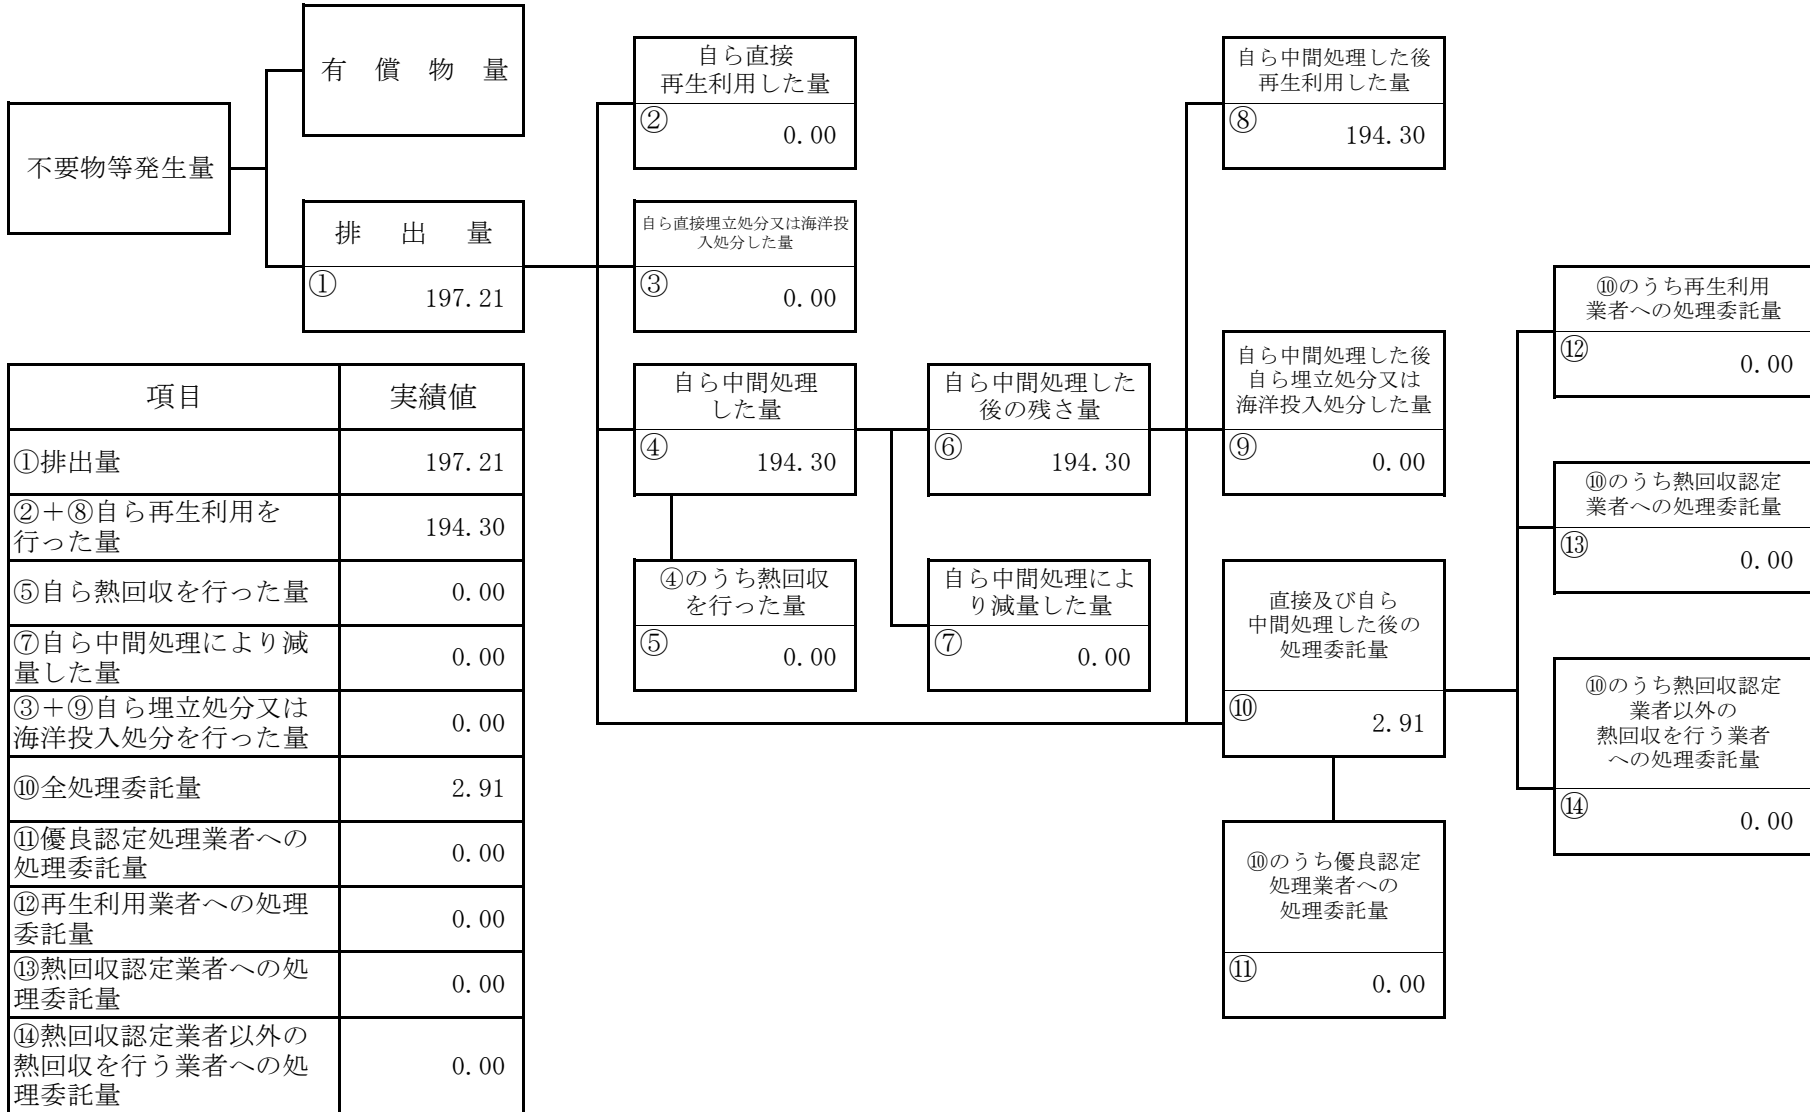 有償物量
不要物等発生量
排出量
①
197.21
自ら直接
再生利用した量
②
0.00
自ら直接埋立処分又は海洋投
入処分した量
③
0.00
自ら中間処理
した量
④
194.30
④のうち熱回収
を行った量
⑤
0.00
自ら中間処理した
後の残さ量
⑥
194.30
自ら中間処理によ
り減量した量
⑦
0.00
自ら中間処理した後
再生利用した量
⑧
194.30
自ら中間処理した後
自ら埋立処分又は
海洋投入処分した量
⑨
0.00
直接及び自ら
中間処理した後の
処理委託量
⑩
2.91
⑩のうち優良認定
処理業者への
処理委託量
⑪
0.00
⑩のうち再生利用
業者への処理委託量
⑫
0.00
⑩のうち熱回収認定
業者への処理委託量
⑬
0.00
⑩のうち熱回収認定
業者以外の
熱回収を行う業者
への処理委託量
⑭
0.00
項目 実績値
①排出量 197.21
②＋⑧自ら再生利用を
行った量 194.30
⑤自ら熱回収を行った量 0.00
⑦自ら中間処理により減
量した量 0.00
③＋⑨自ら埋立処分又は
海洋投入処分を行った量 0.00
⑩全処理委託量 2.91
⑪優良認定処理業者への
処理委託量 0.00
⑫再生利用業者への処理
委託量 0.00
⑬熱回収認定業者への処
理委託量 0.00
⑭熱回収認定業者以外の
熱回収を行う業者への処
理委託量 0.00